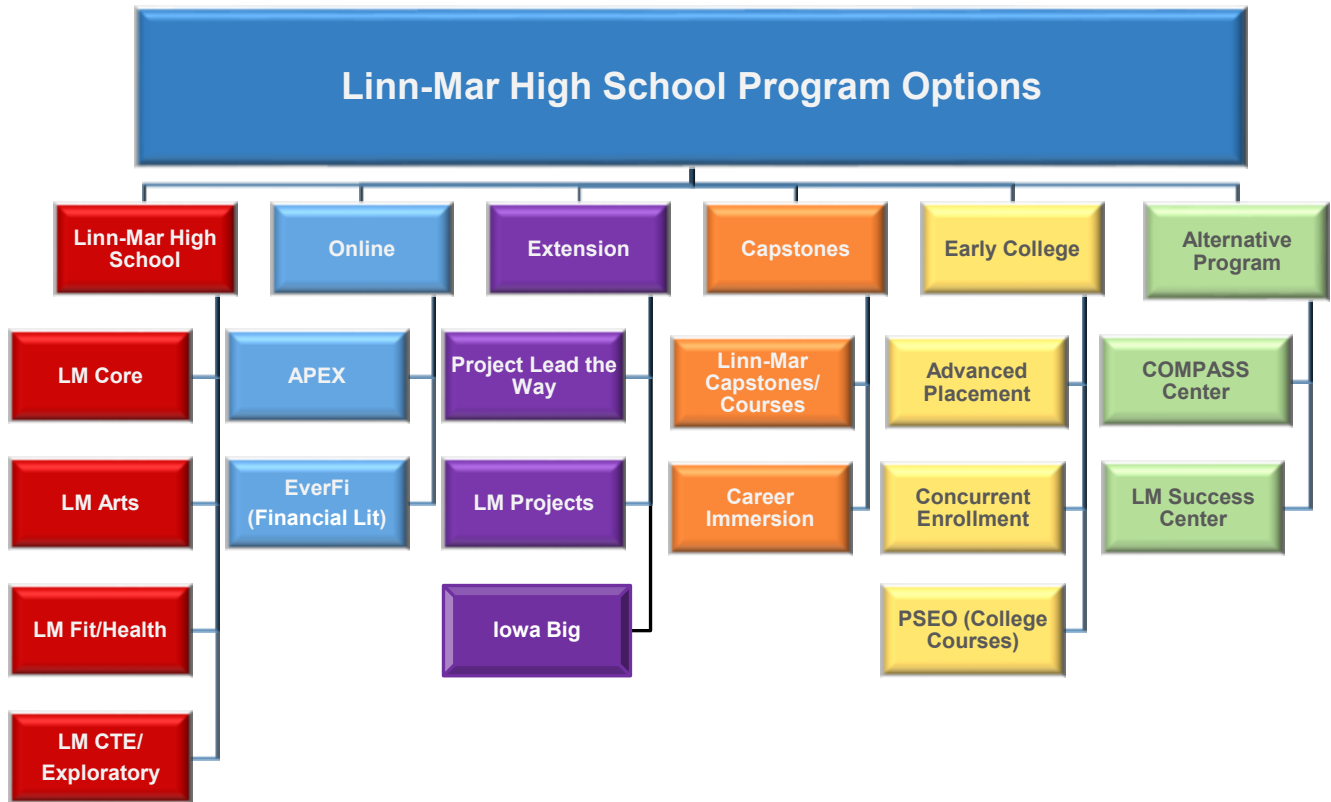 Linn-Mar High School Program Options
Linn-Mar High
School
Online
Extension
Capstones
Early College
Alternative
Program
LM Core
APEX
Project Lead the
Way
Linn-Mar
Capstones/
Courses
Advanced
Placement
COMPASS
Center
LM Arts
EverFi
(Financial Lit)
LM Projects
Career
Immersion
Concurrent
Enrollment
LM Success
Center
LM Fit/Health
Iowa Big
PSEO (College
Courses)
LM CTE/
Exploratory